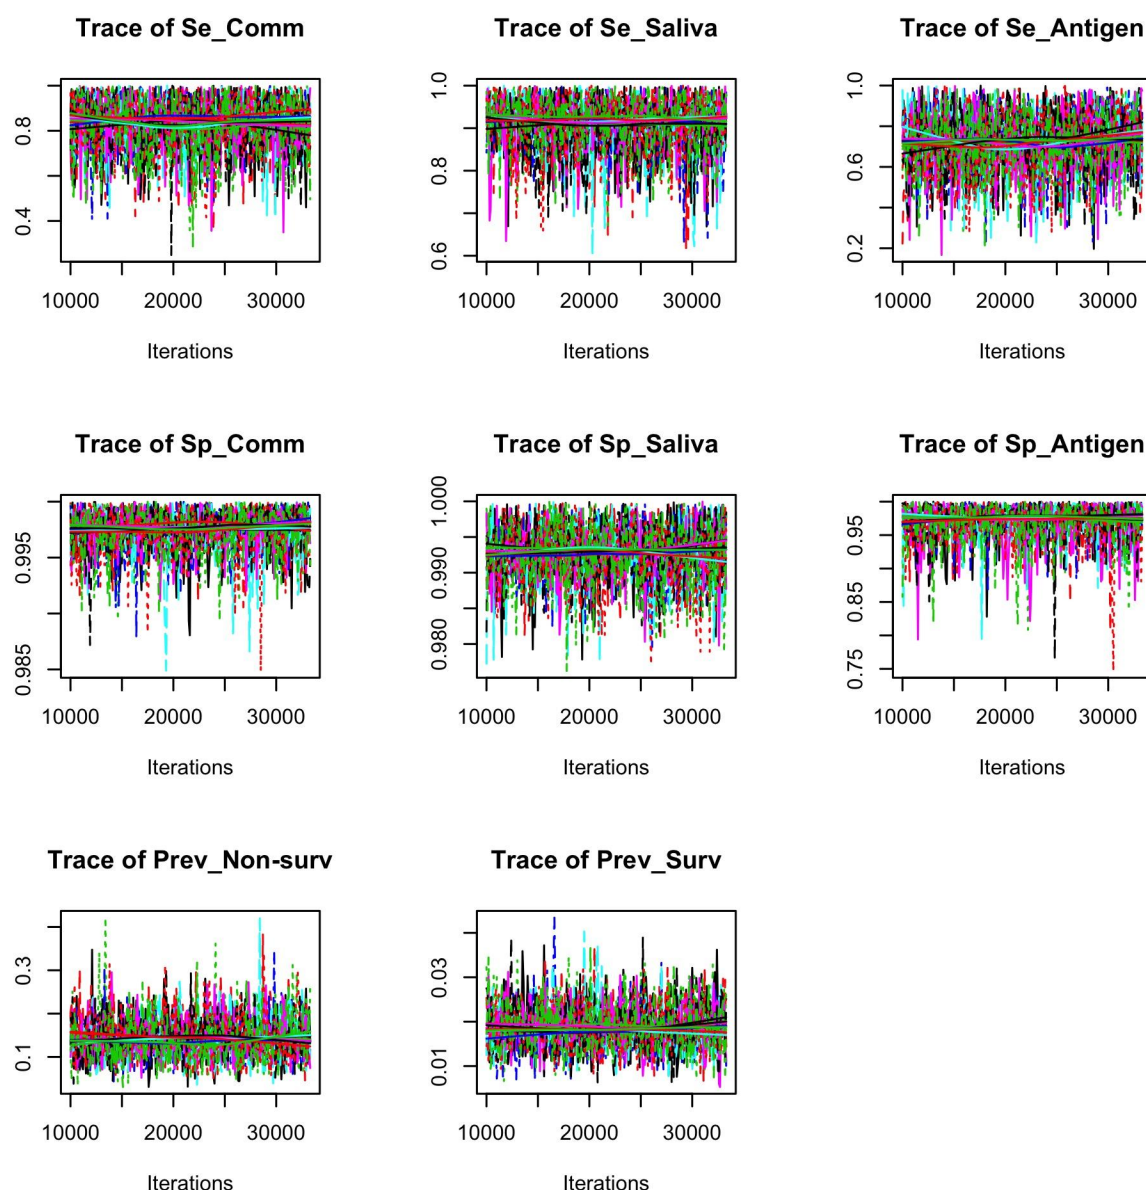 Trace of Se_Comm
Trace of Se_Saliva
Trace of Se_Antigen
0.8
0.4
1.0
0.8
0.6
1.0
0.6
0.2
10000 20000 30000
10000 20000 30000
10000 20000 30000
Iterations
Iterations
Iterations
Trace of Sp_Comm
Trace of Sp_Saliva
Trace of Sp_Antigen
0.995
0.985
1.000
0.990
0.980
0.95
0.85
0.75
10000 20000 30000
10000 20000 30000
10000 20000 30000
Iterations
Iterations
Iterations
Trace of Prev_Non-surv
Trace of Prev_Surv
0.3
0.1
0.03
0.01
10000 20000 30000
10000 20000 30000
Iterations
Iterations